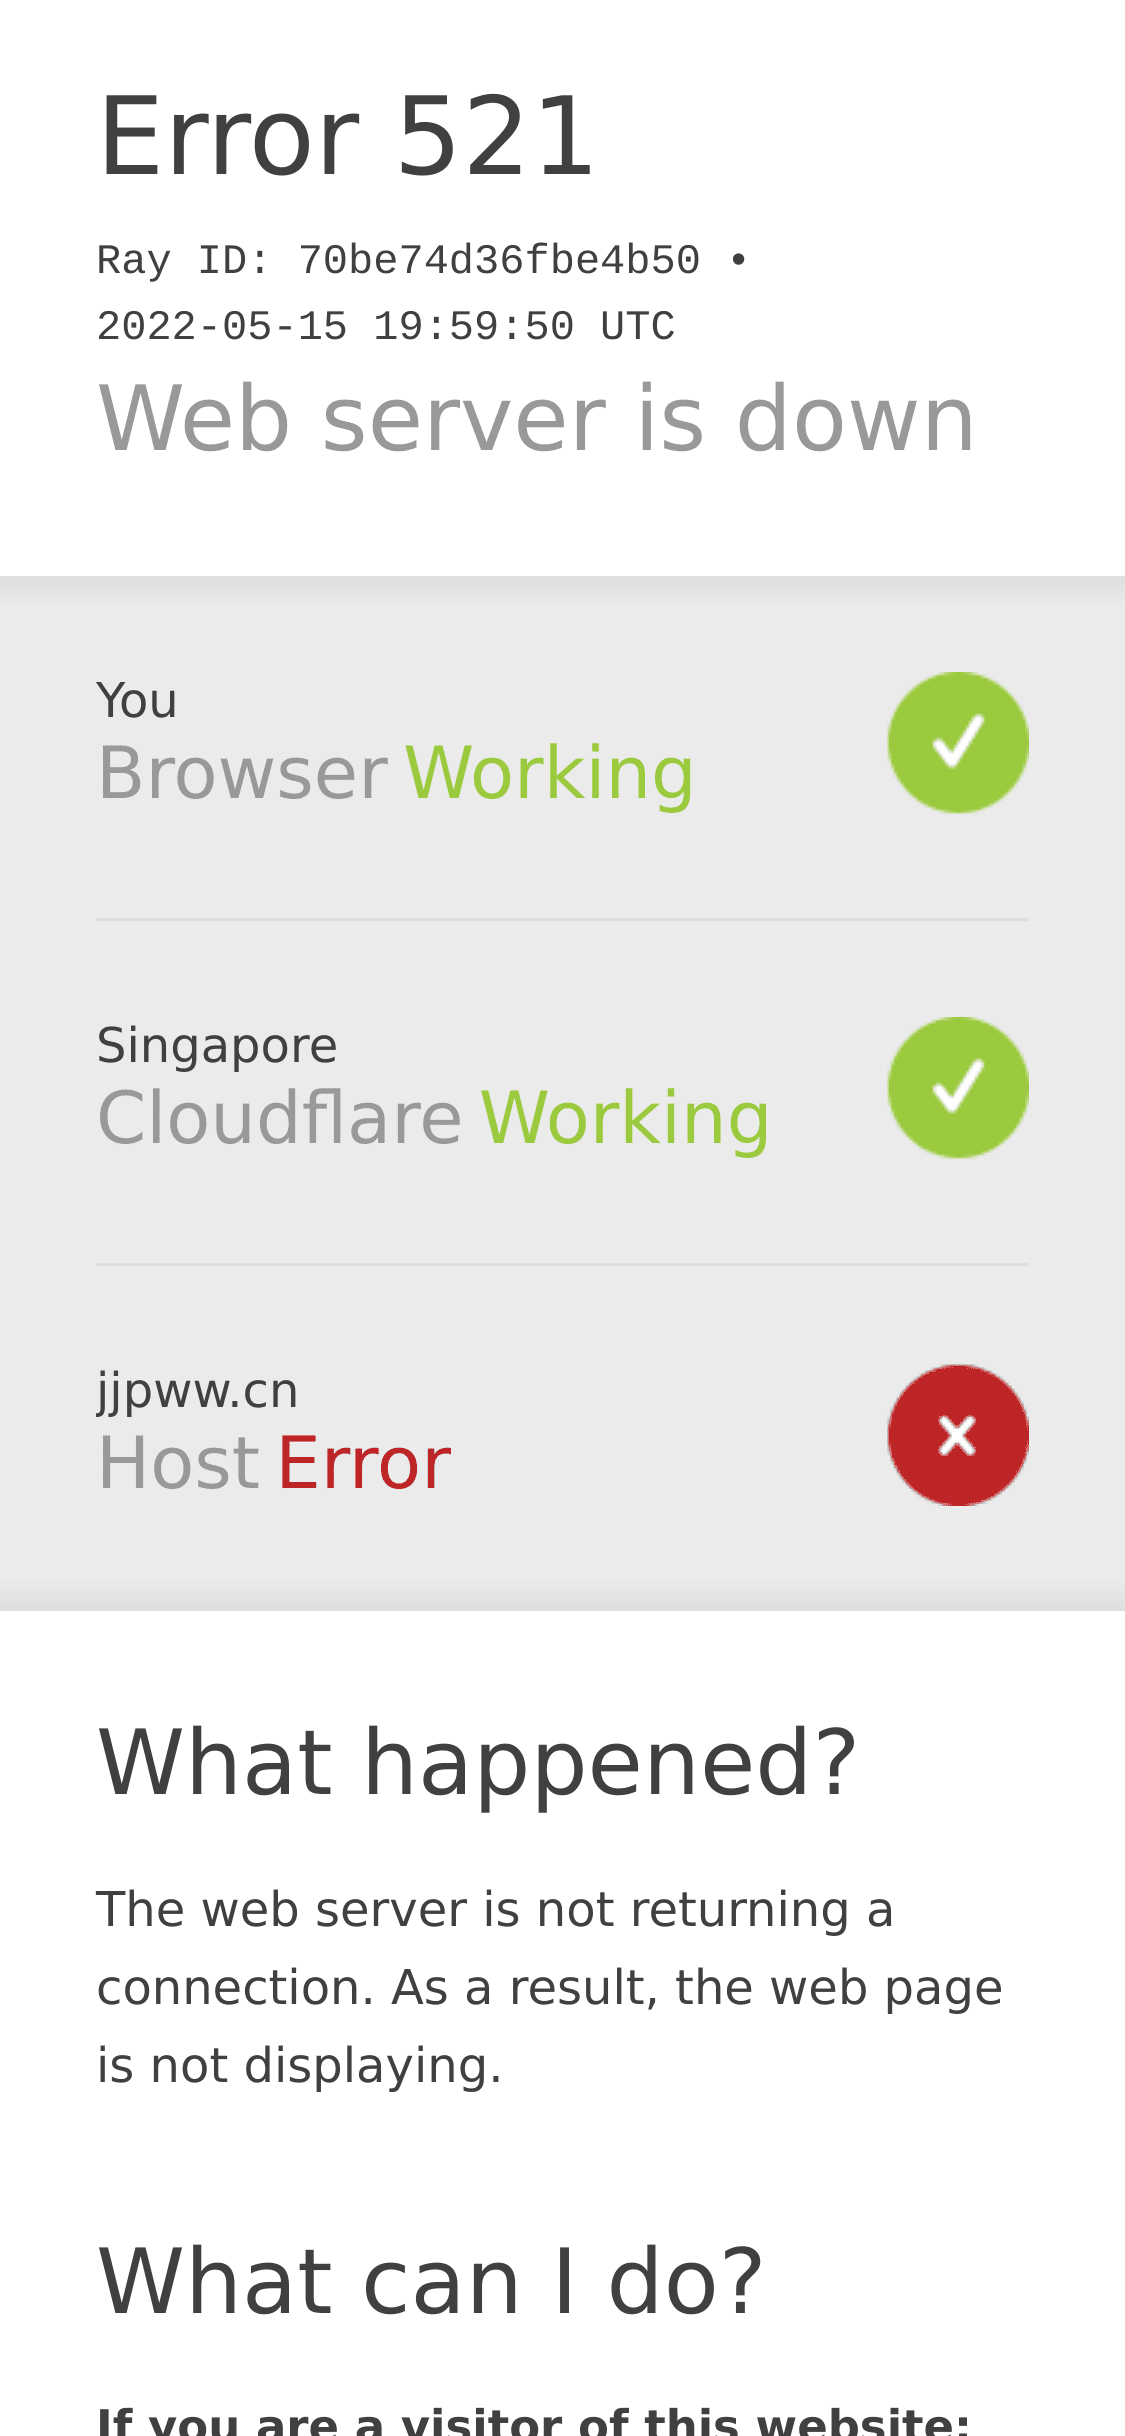 Error 521
Ray ID: 70be74d36fbe4b50 •
2022-05-15 19:59:50 UTC
Web server is down
You
Browser Working
Singapore
Cloudflare Working
jjpww.cn
Host Error
What happened?
The web server is not returning a
connection. As a result, the web page
is not displaying.
What can I do?
If you are a visitor of this website: